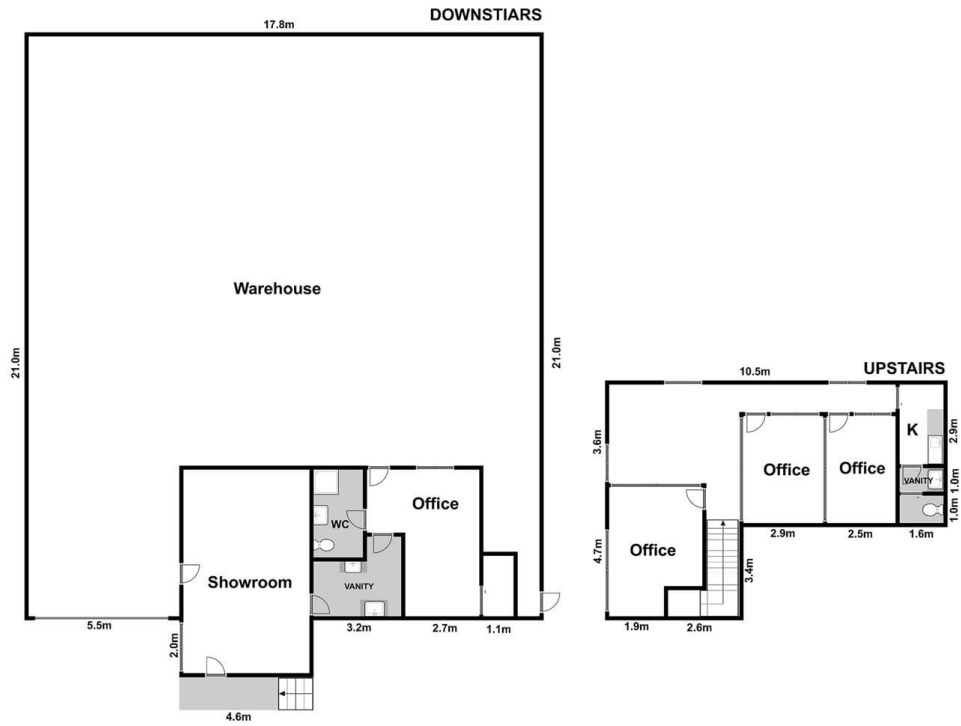 DOWNSTIARS
17.8m
Warehouse
21.0m
21.0m
Office
WC
Showroom
VANITY
5.5m
2.0m
3.2m
2.7m
1.1m
4.6m
UPSTAIRS
10.5m
3.6m
K
2.9m
Office
Office
VANITY
1.0m
1.0m
2.9m
2.5m
1.6m
Office
4.7m
3.4m
1.9m
2.6m